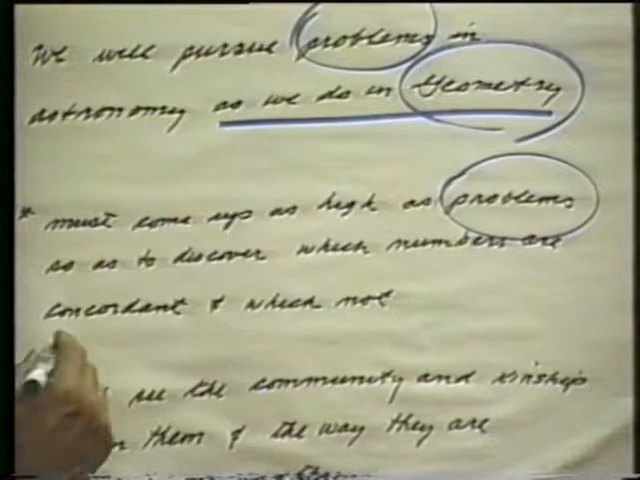 We will pursue problems in
astronomy as we do in Geometry
* must come up as high as problems
so as to discover which numbers are
concordant & which not
see the community and kinship
them & the way they are